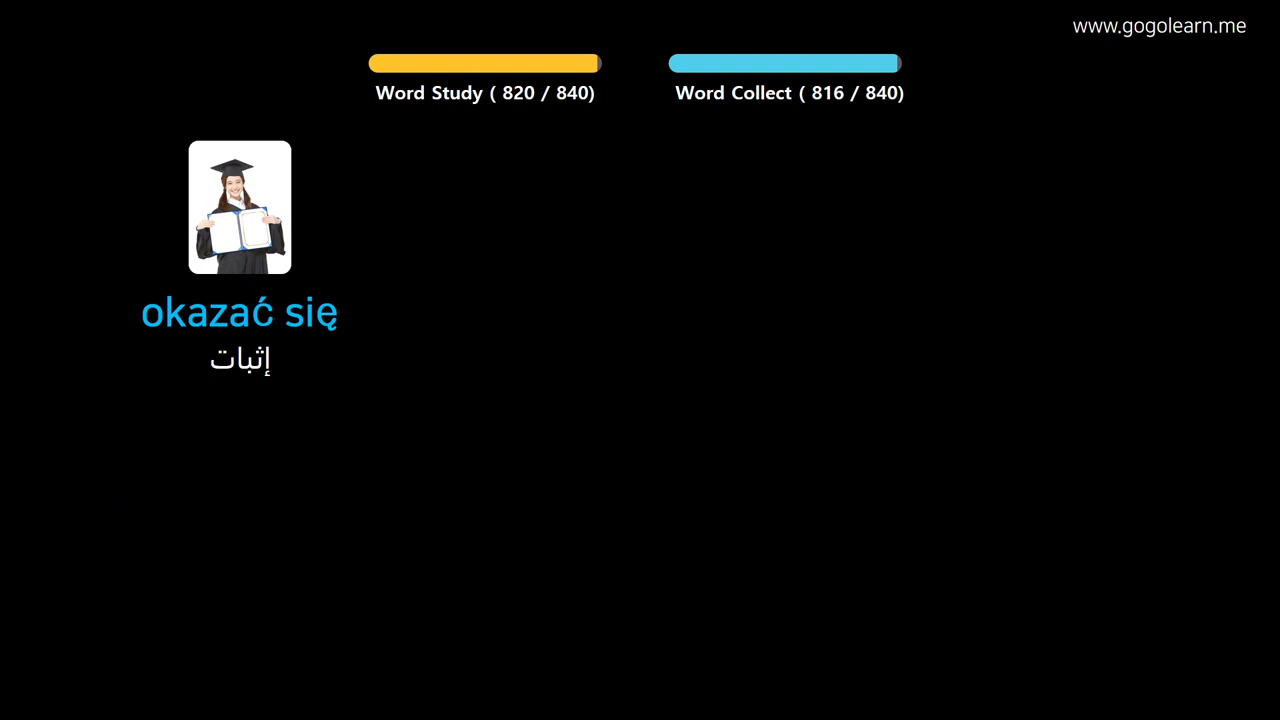 www.gogolearn.me
Word Study ( 820 / 840)
Word Collect ( 816 / 840)
okazać się
إثبات